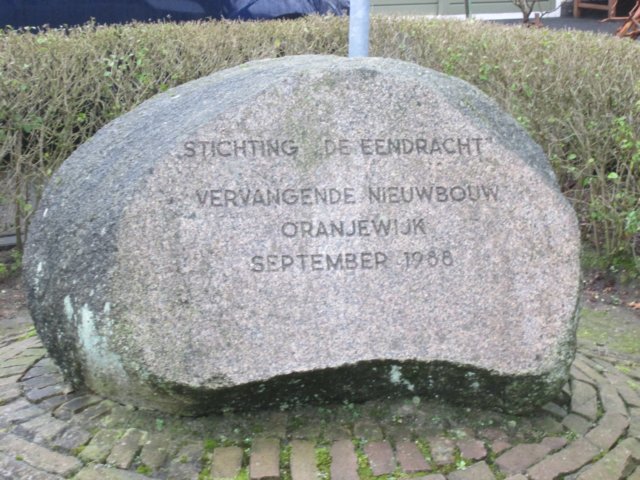 STICHTING "DE EENDRACHT"
VERVANGENDE NIEUWBOUW
ORANJEWIJK
SEPTEMBER 1988